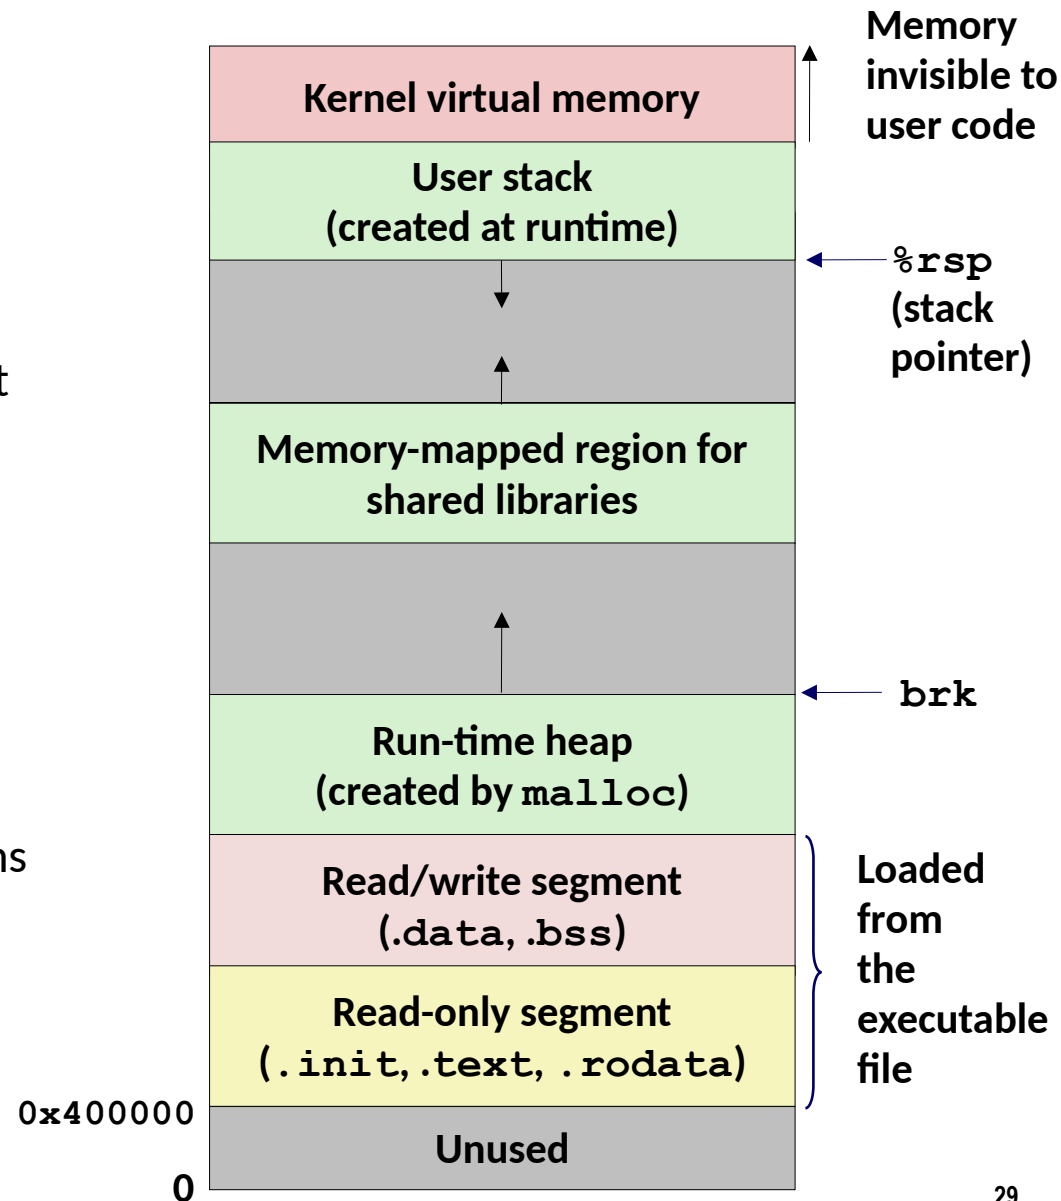 Memory
invisible to
user code
Kernel virtual memory
User stack
(created at runtime)
%rsp
(stack
pointer)
t
Memory-mapped region for
shared libraries
brk
Run-time heap
(created by malloc)
ns
Loaded
from
the
executable
file
Read/write segment
(.data, .bss)
Read-only segment
(.init, .text, .rodata)
0x400000
Unused
0
29